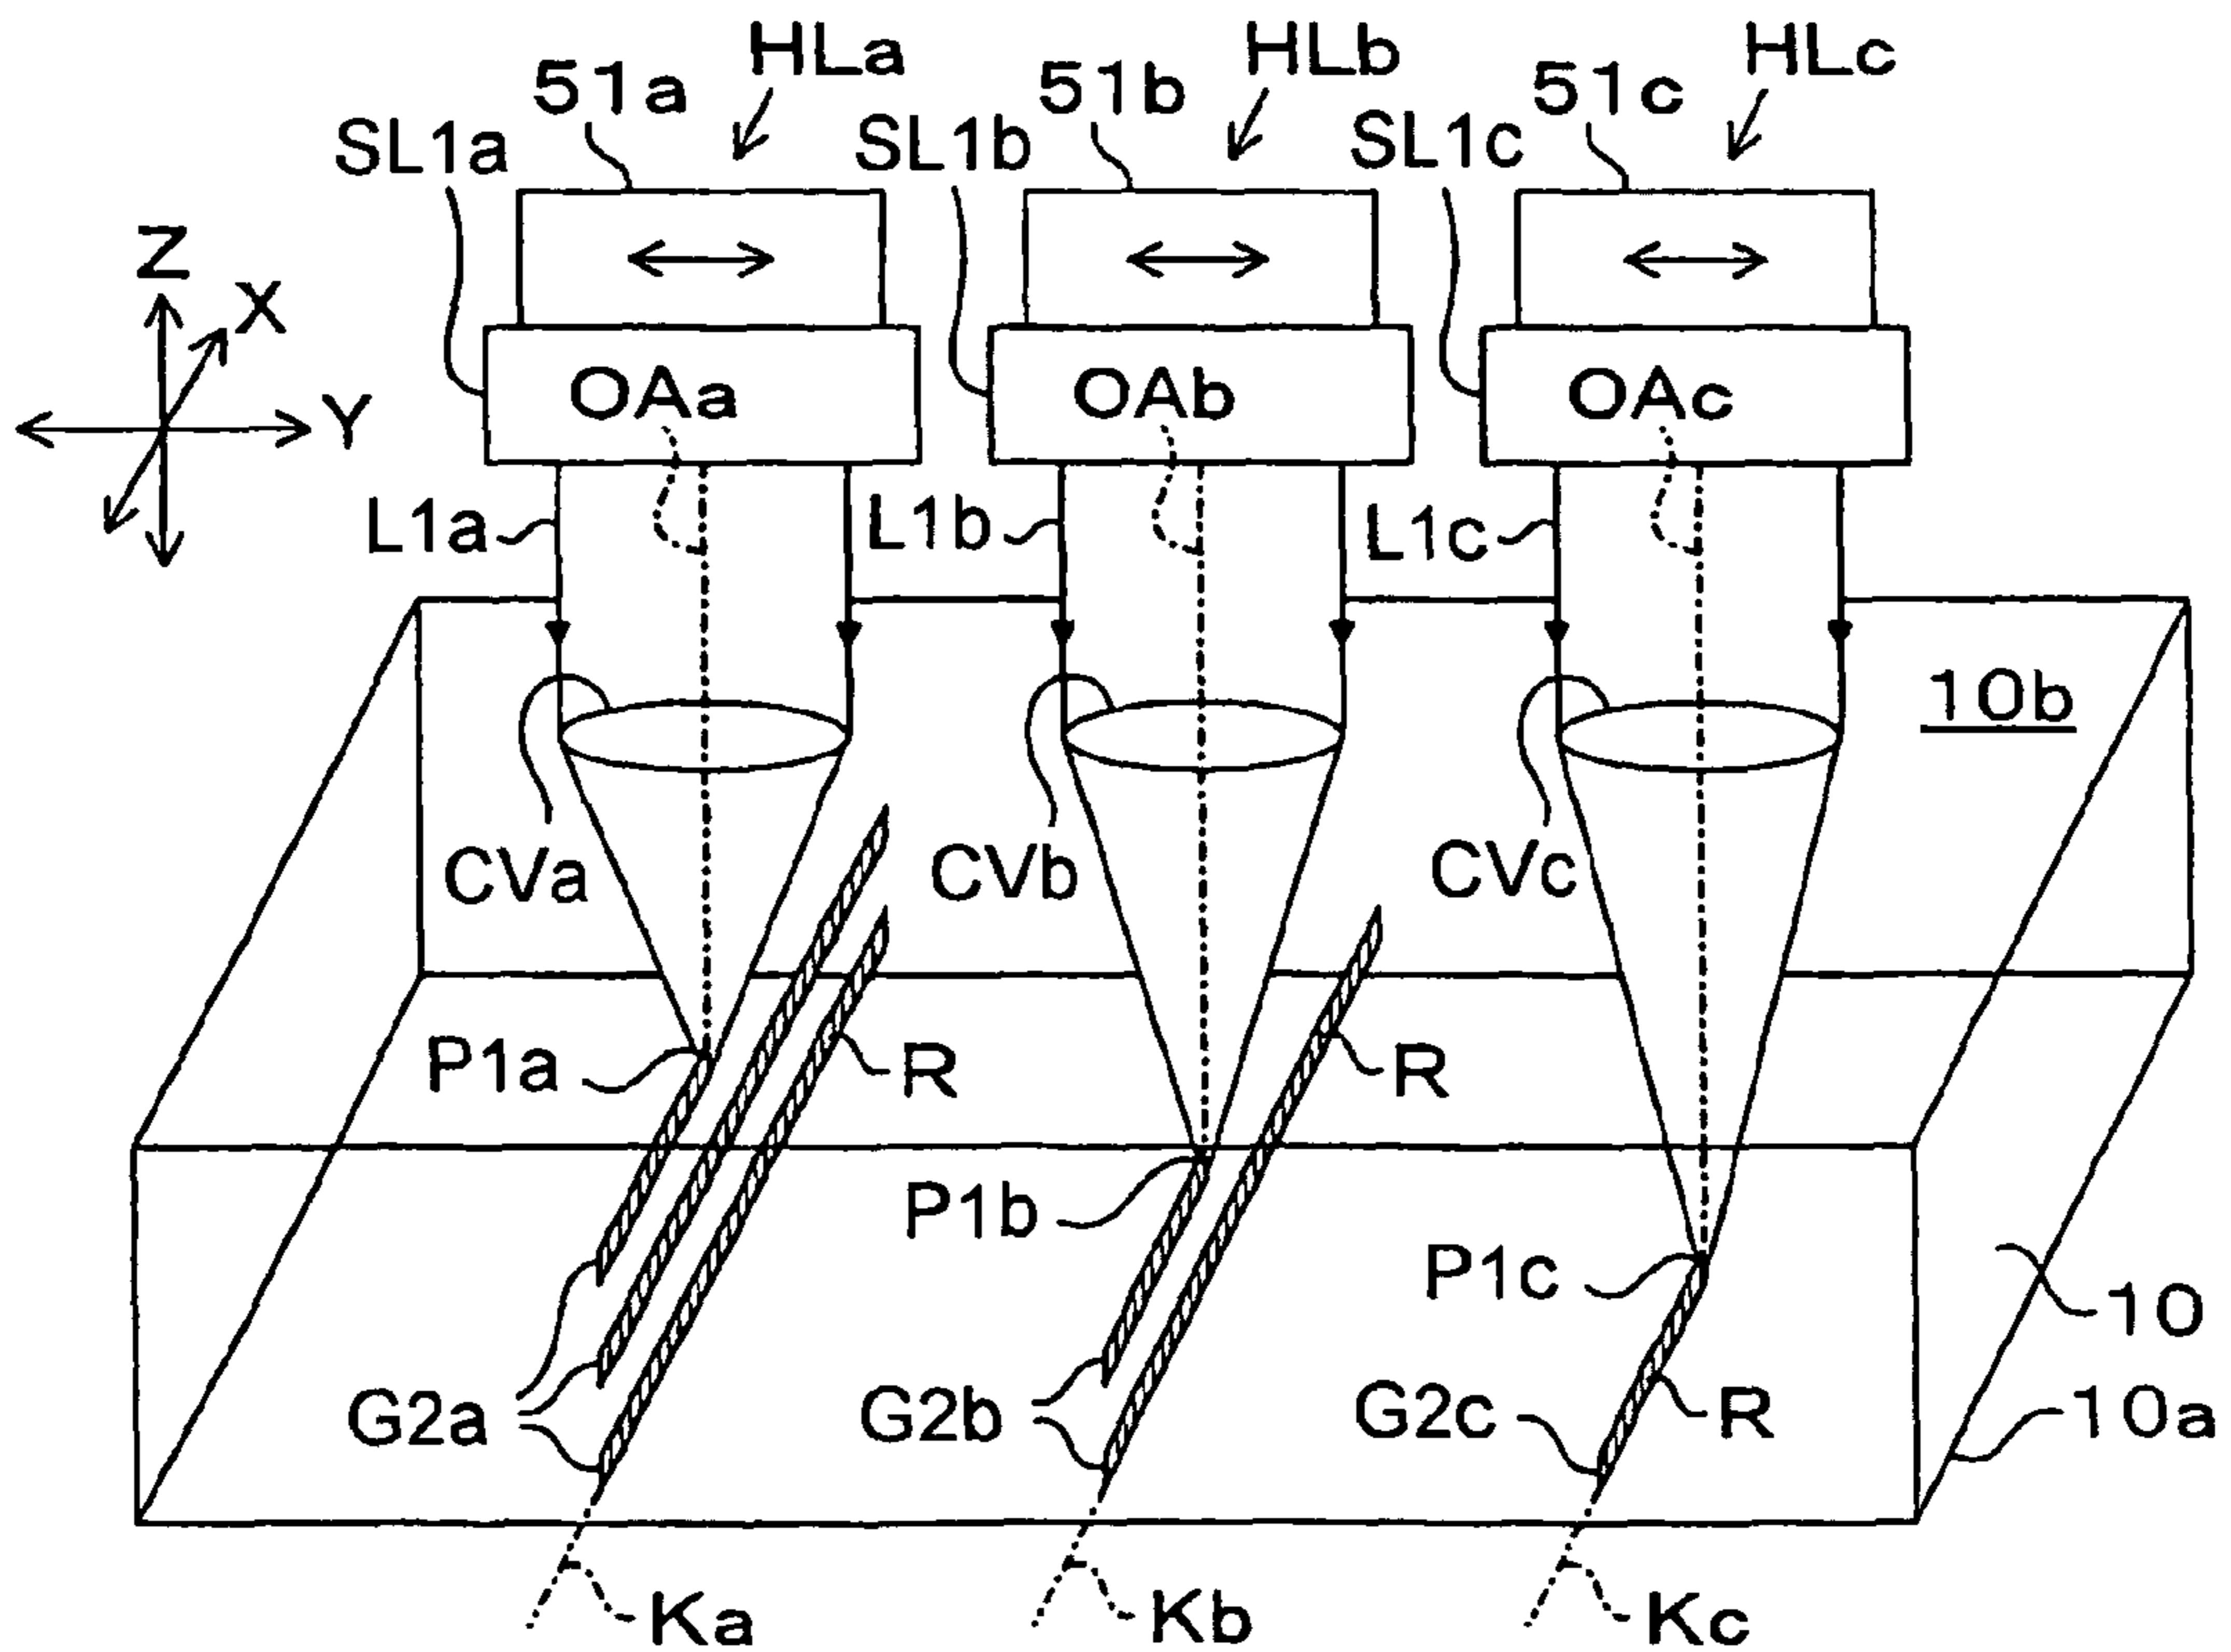 HLa HLb HLc
51a 51b 51c
SL1a SL1b SL1c
Z
X
OAa OAb OAc
Y
L1a L1b L1c
10b
CVa CVb CVc
P1a R R
P1b
P1c
10
G2a G2b G2c R 10a
Ka Kb Kc